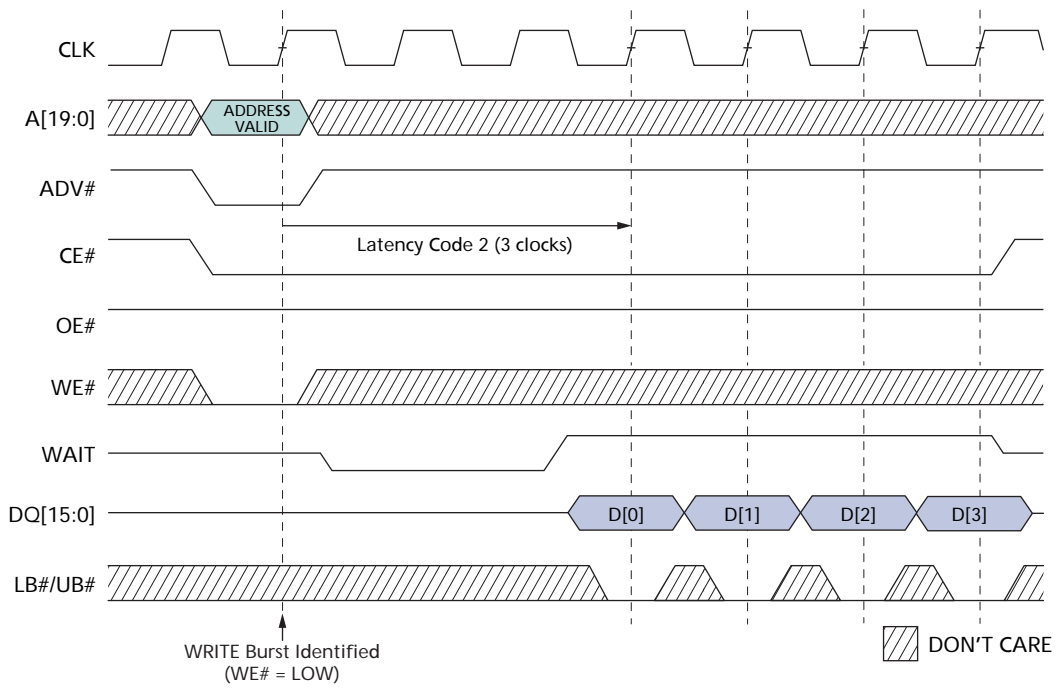 CLK
A[19:0]
ADDRESS
VALID
ADV#
Latency Code 2 (3 clocks)
CE#
OE#
WE#
WAIT
DQ[15:0]
D[0]
D[1]
D[2]
D[3]
LB#/UB#
WRITE Burst Identified
(WE# = LOW)
DON'T CARE